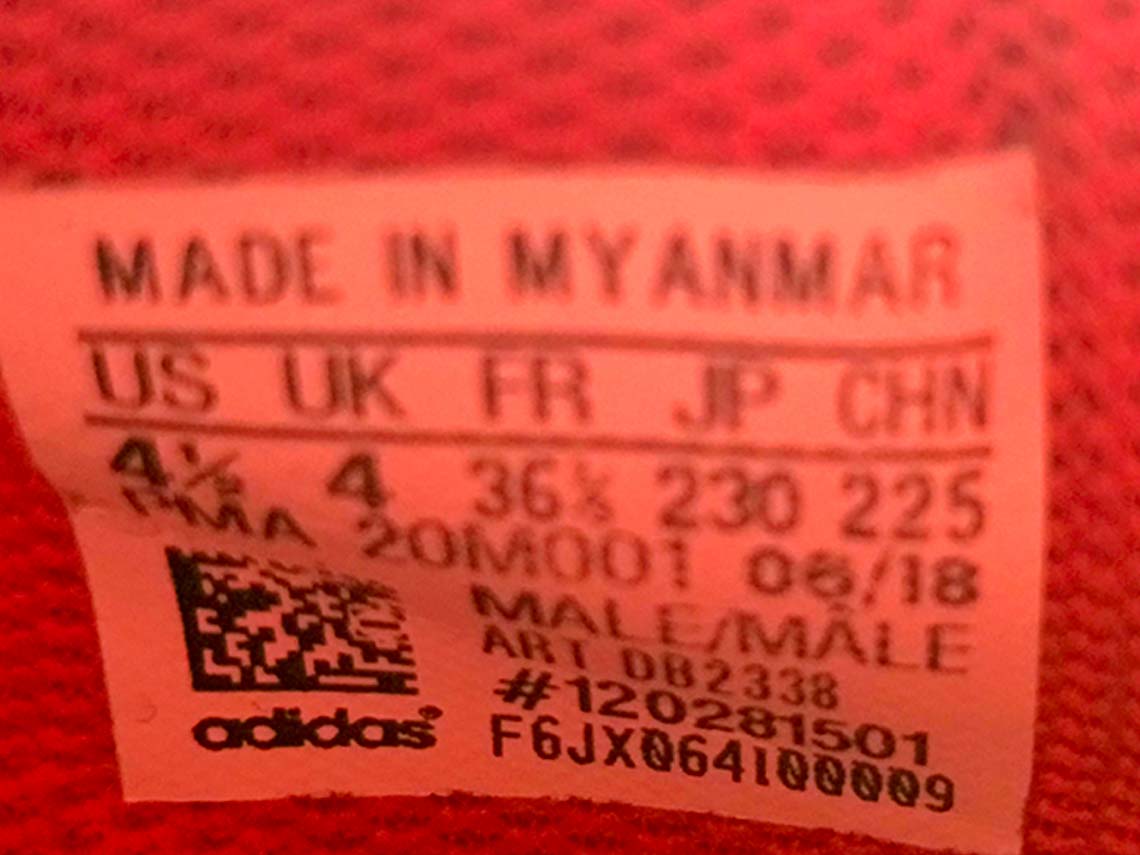 MADE IN MYANMAR
US UK FR JP CHN
4½ 4 36⅔ 230 225
PMA 20M001 06/18
MALE/MÂLE
ART DB2338
#120281501
adidas®
F6JX064I00009